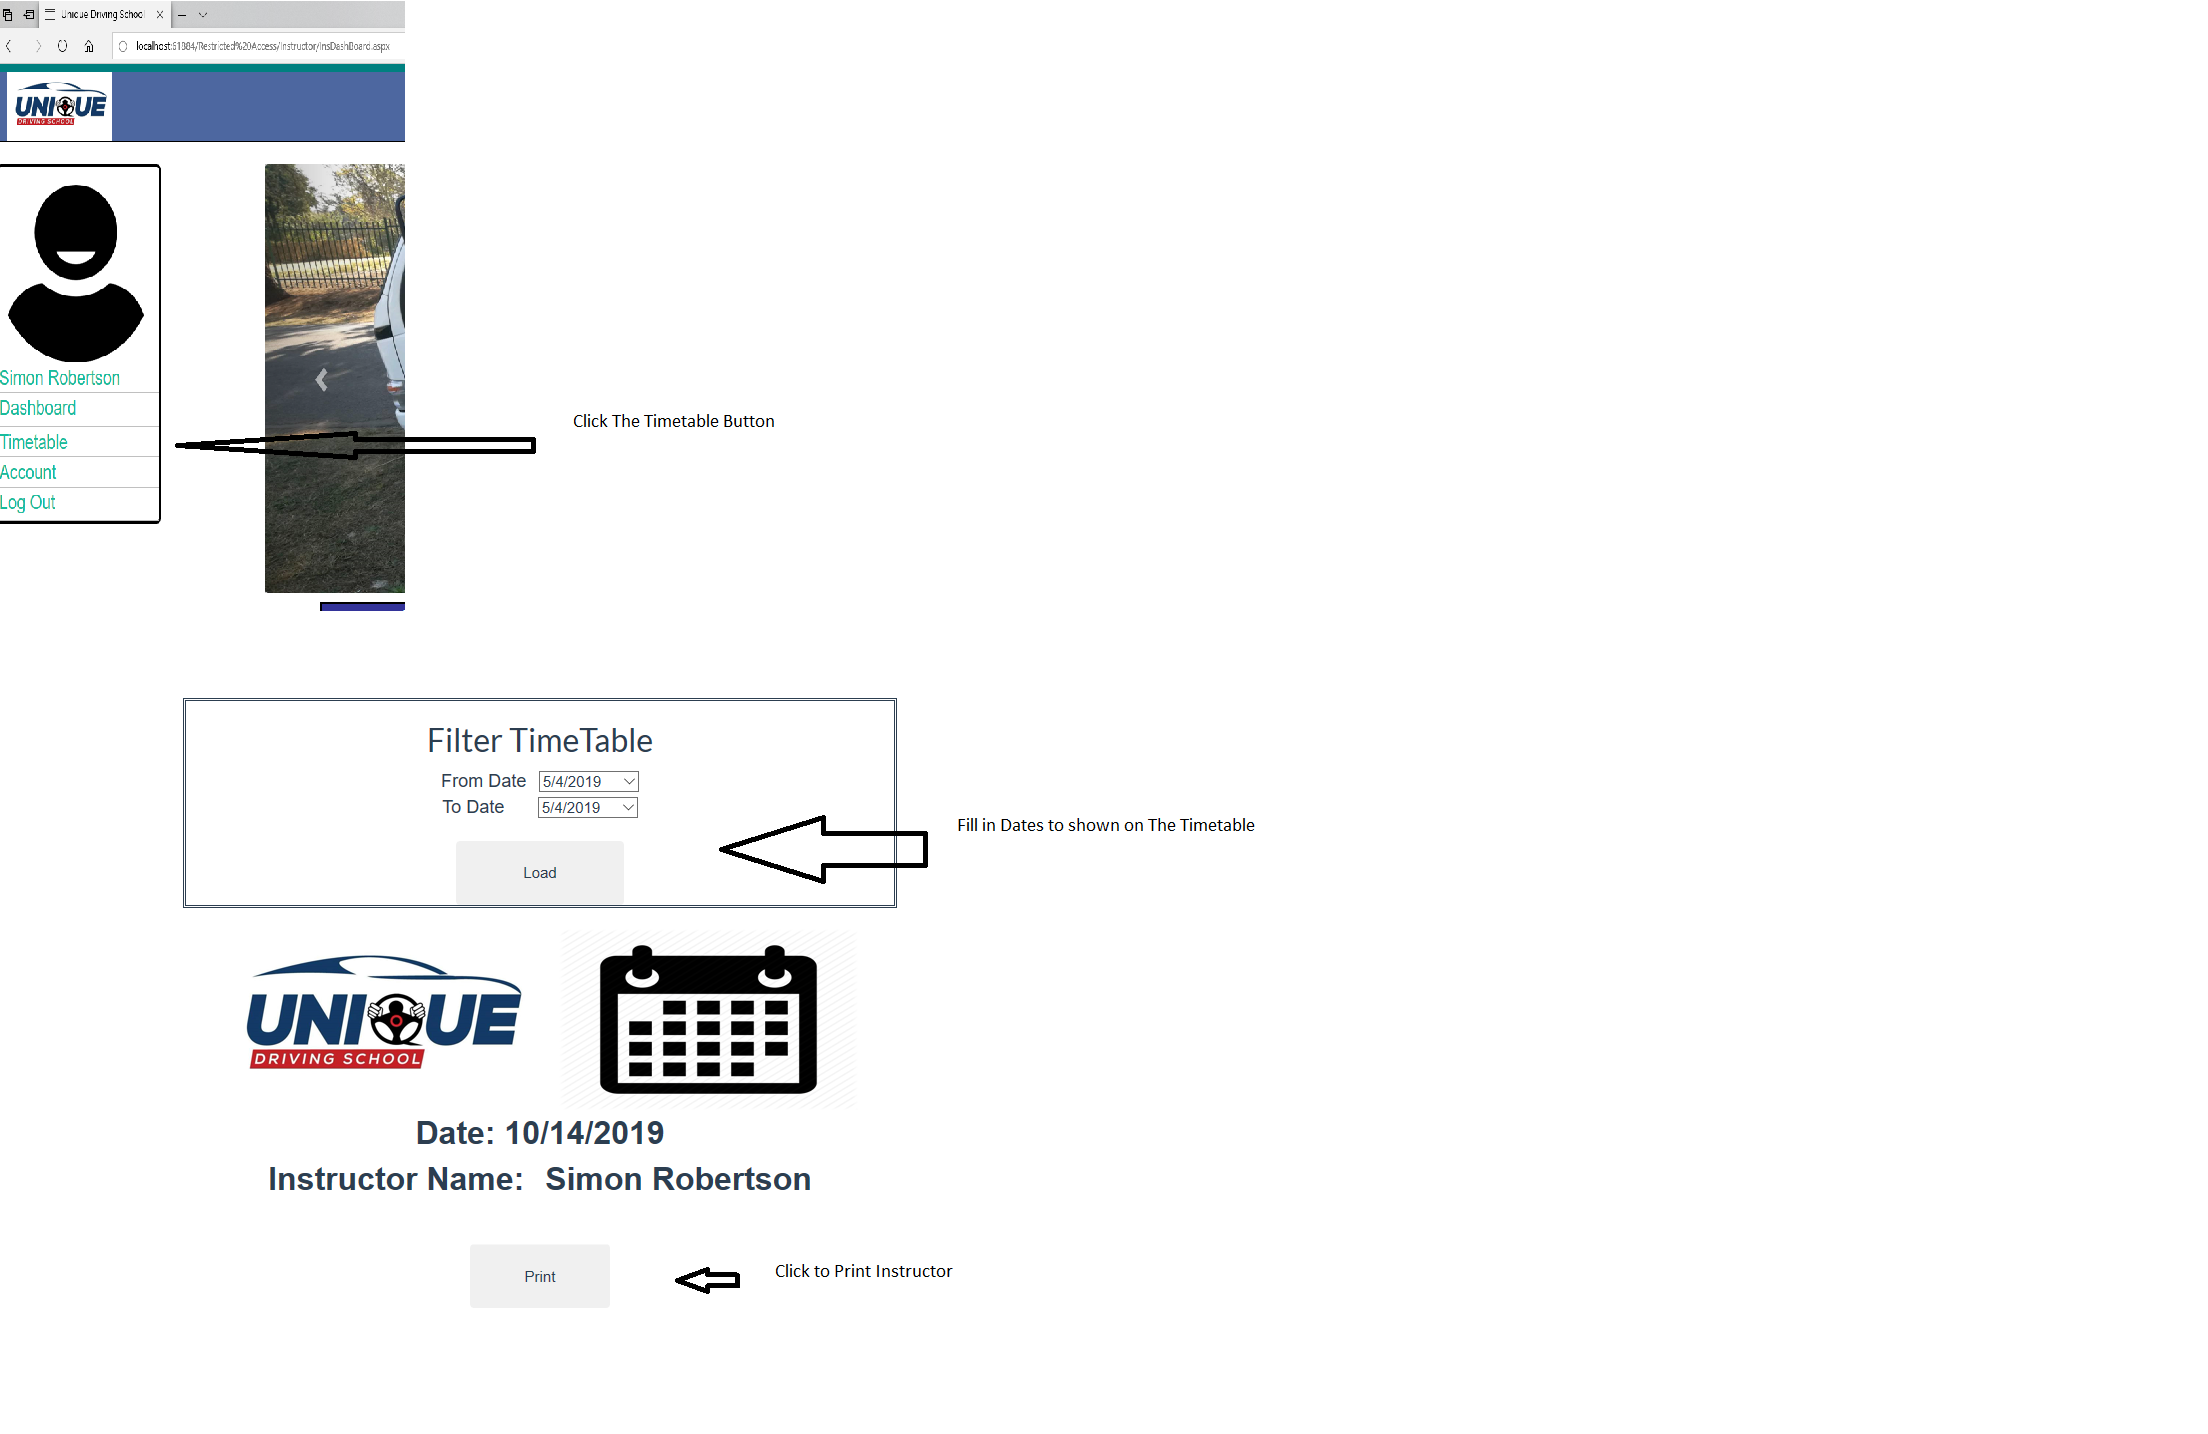 Unique Driving School
localhost:61884/Restricted%20Access/Instructor/InsDashBoard.aspx
UNIQUE
DRIVING SCHOOL
Simon Robertson
Dashboard
Click The Timetable Button
Timetable
Account
Log Out
Filter TimeTable
From Date 5/4/2019
To Date 5/4/2019
Fill in Dates to shown on The Timetable
Load
UNIQUE
DRIVING SCHOOL
Date: 10/14/2019
Instructor Name: Simon Robertson
Print
Click to Print Instructor